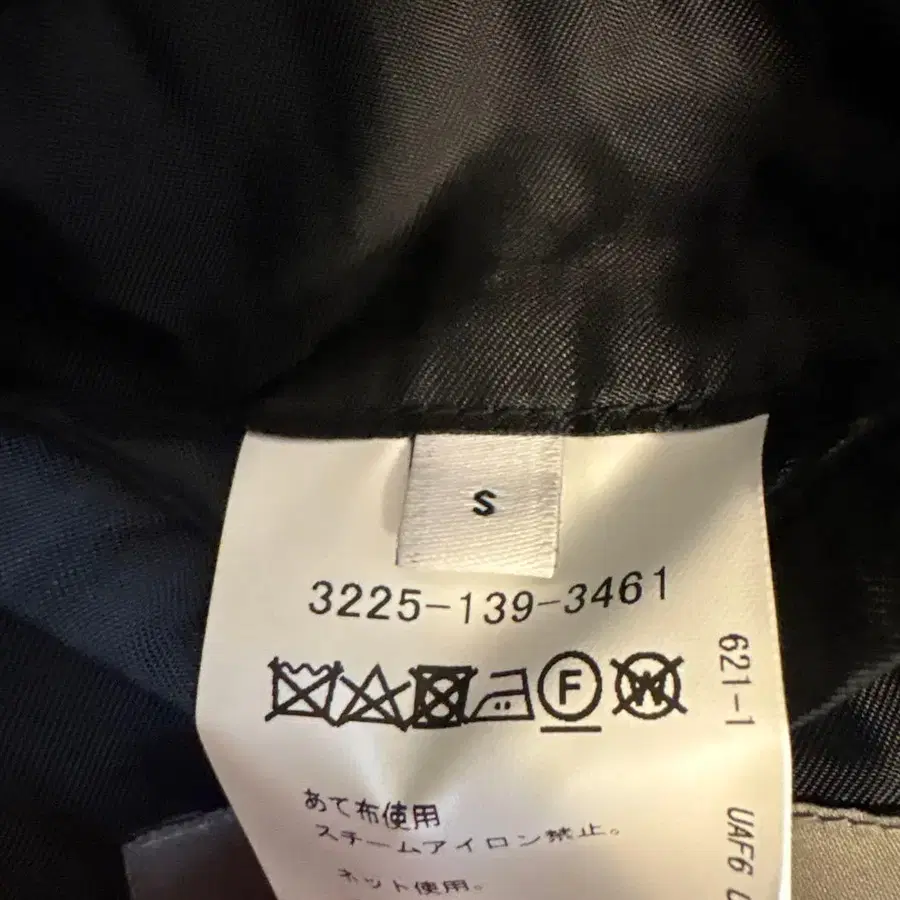 S
3225-139-3461
F
W
621-1
あて布使用
スチームアイロン禁止。
ネット使用。
UAF6